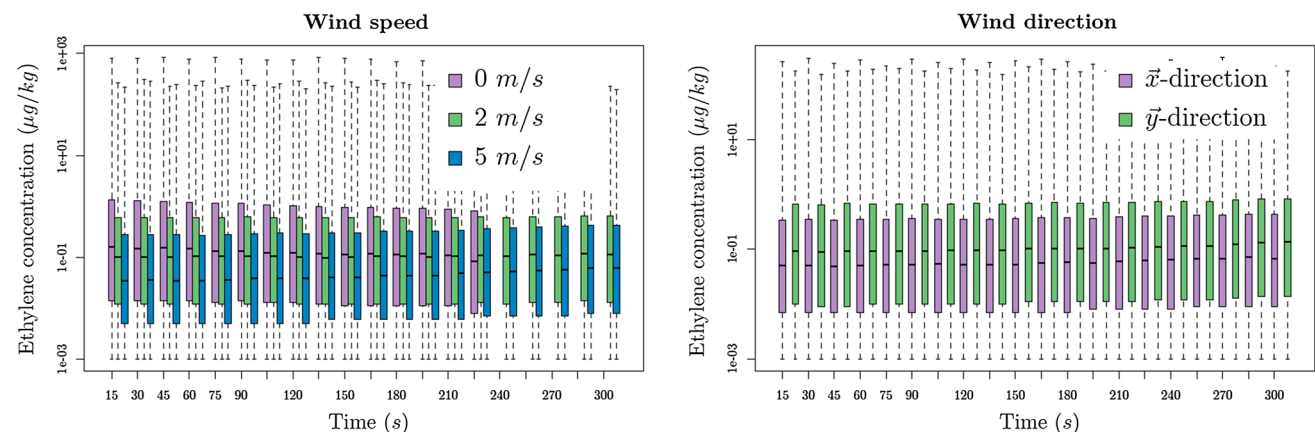 Wind speed
Ethylene concentration (μg/kg)
1e+03
1e+01
1e-01
1e-03
0 m/s
2 m/s
5 m/s
15 30 45 60 75 90 120 150 180 210 240 270 300
Time (s)
Wind direction
Ethylene concentration (μg/kg)
1e+01
1e-01
1e-03
x⃗-direction
y⃗-direction
15 30 45 60 75 90 120 150 180 210 240 270 300
Time (s)